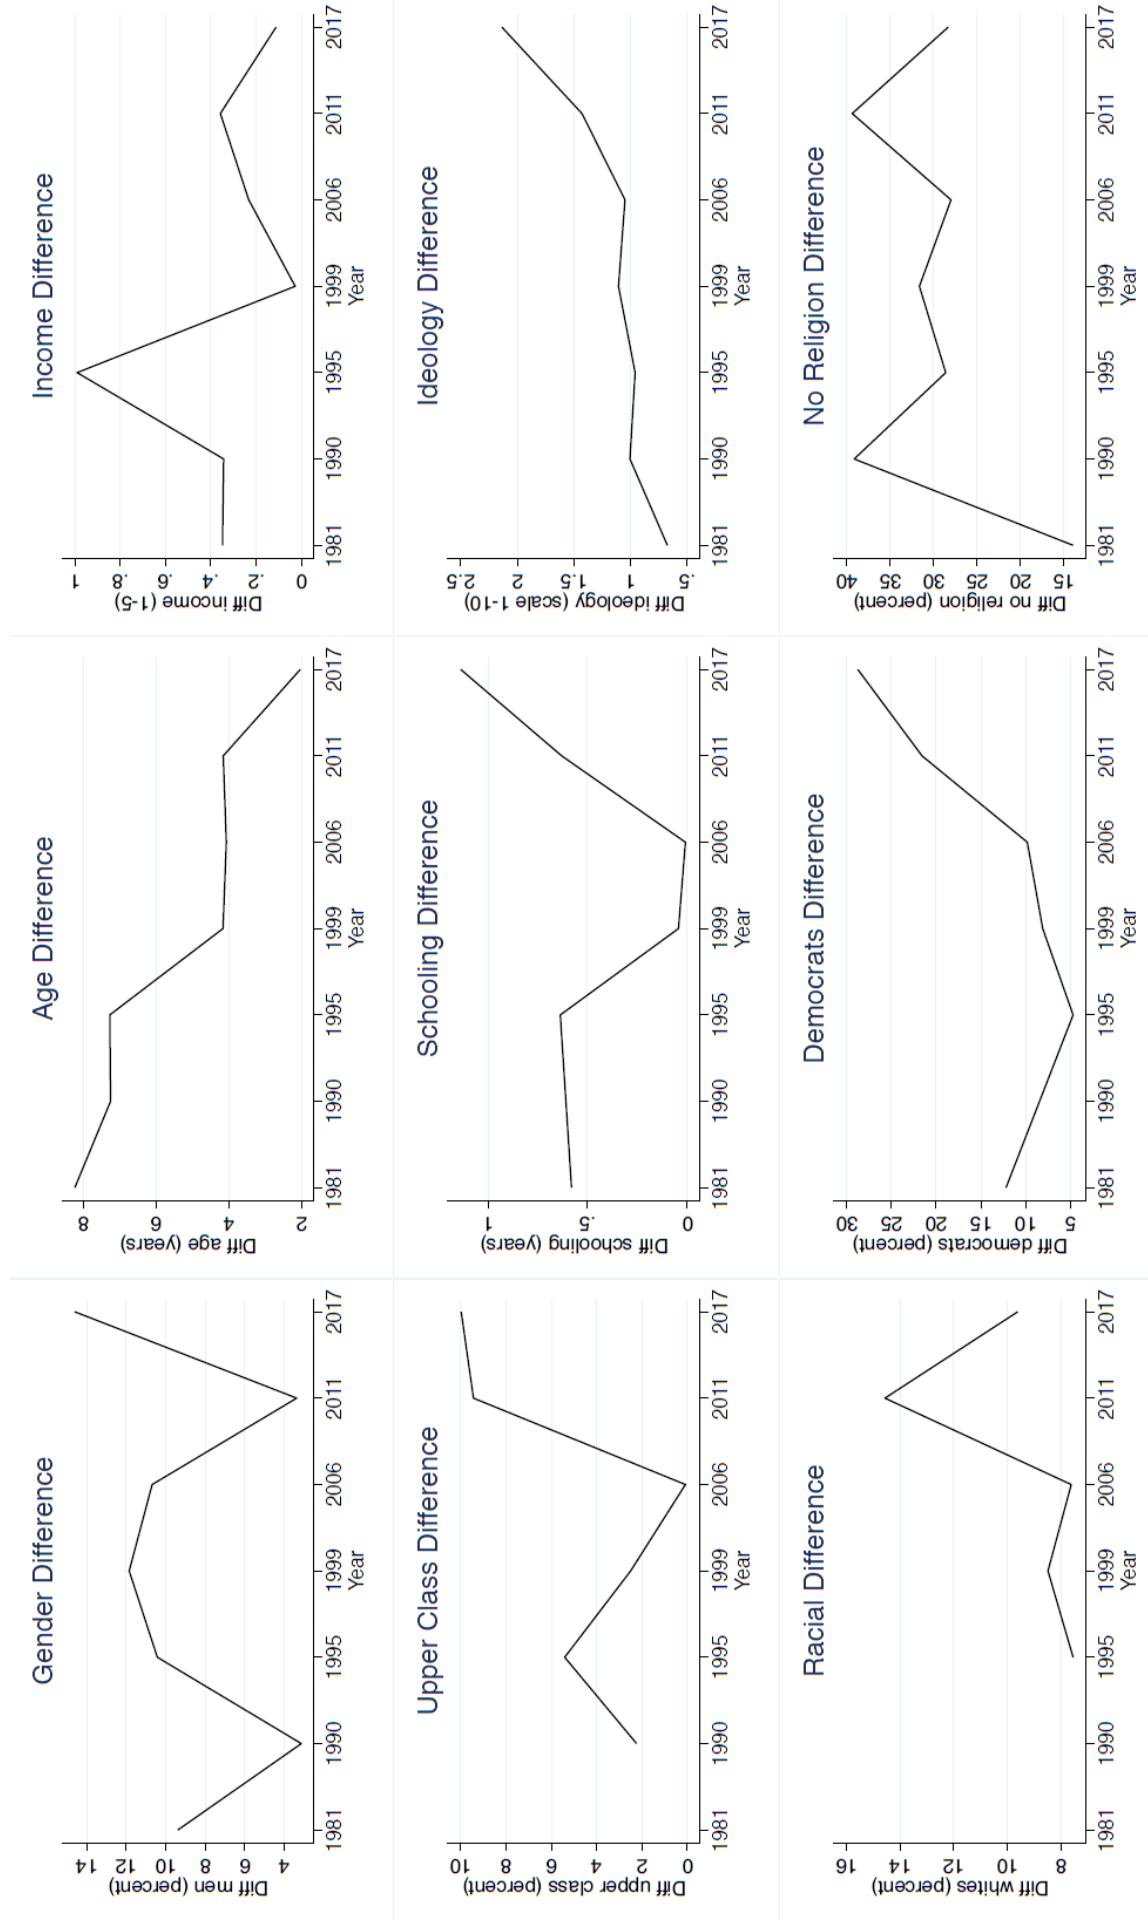 Gender Difference
Diff men (percent)
14
12
10
8
6
4
1981 1990 1995 1999 2006 2011 2017
Year
Age Difference
Diff age (years)
8
6
4
2
1981 1990 1995 1999 2006 2011 2017
Year
Income Difference
Diff income (1-5)
1
.8
.6
.4
.2
0
1981 1990 1995 1999 2006 2011 2017
Year
Upper Class Difference
Diff upper class (percent)
10
8
6
4
2
0
1981 1990 1995 1999 2006 2011 2017
Year
Schooling Difference
Diff schooling (years)
1
.5
0
1981 1990 1995 1999 2006 2011 2017
Year
Ideology Difference
Diff ideology (scale 1-10)
2.5
2
1.5
1
.5
1981 1990 1995 1999 2006 2011 2017
Year
Racial Difference
Diff whites (percent)
16
14
12
10
8
1981 1990 1995 1999 2006 2011 2017
Year
Democrats Difference
Diff democrats (percent)
30
25
20
15
10
5
1981 1990 1995 1999 2006 2011 2017
Year
No Religion Difference
Diff no religion (percent)
40
35
30
25
20
15
1981 1990 1995 1999 2006 2011 2017
Year